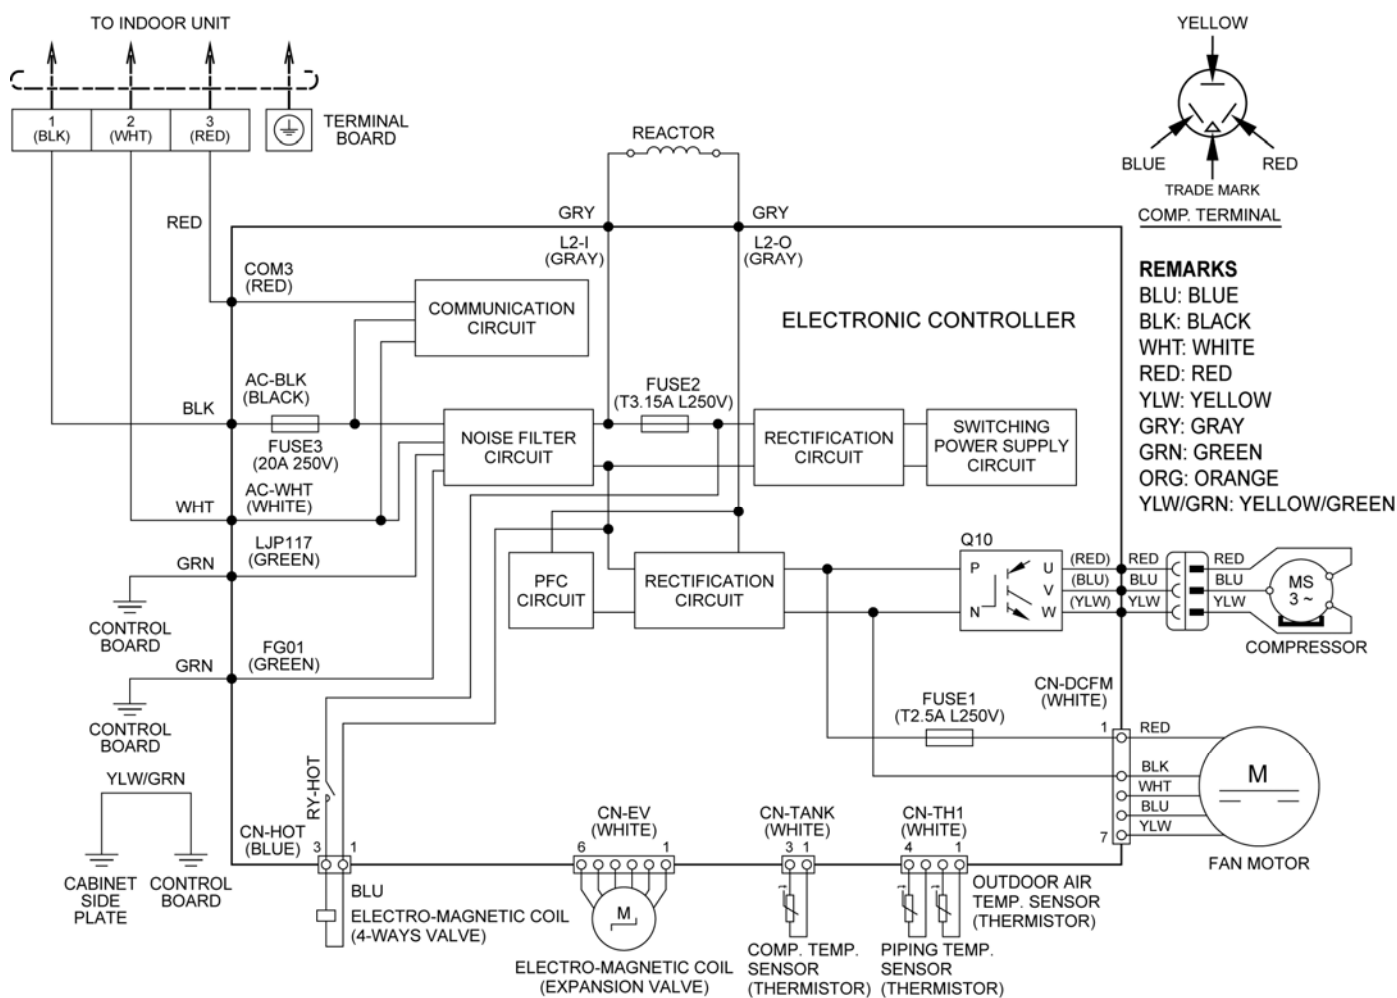 TO INDOOR UNIT
1
(BLK)
2
(WHT)
3
(RED)
TERMINAL
BOARD
YELLOW
BLUE
RED
TRADE MARK
COMP. TERMINAL
REACTOR
RED
GRY
GRY
L2-I
(GRAY)
L2-O
(GRAY)
COM3
(RED)
COMMUNICATION
CIRCUIT
ELECTRONIC CONTROLLER
REMARKS
BLU: BLUE
BLK: BLACK
WHT: WHITE
RED: RED
YLW: YELLOW
GRY: GRAY
GRN: GREEN
ORG: ORANGE
YLW/GRN: YELLOW/GREEN
AC-BLK
(BLACK)
BLK
FUSE3
(20A 250V)
NOISE FILTER
CIRCUIT
FUSE2
(T3.15A L250V)
RECTIFICATION
CIRCUIT
SWITCHING
POWER SUPPLY
CIRCUIT
AC-WHT
(WHITE)
WHT
LJP117
(GREEN)
GRN
CONTROL
BOARD
PFC
CIRCUIT
RECTIFICATION
CIRCUIT
Q10
P
N
U
V
W
(RED)
(BLU)
(YLW)
RED
BLU
YLW
RED
BLU
YLW
MS
3 ~
COMPRESSOR
FG01
(GREEN)
GRN
CONTROL
BOARD
FUSE1
(T2.5A L250V)
CN-DCFM
(WHITE)
1
7
RED
BLK
WHT
BLU
YLW
M
FAN MOTOR
YLW/GRN
CABINET
SIDE
PLATE
CONTROL
BOARD
RY-HOT
CN-HOT
(BLUE)
3
1
BLU
ELECTRO-MAGNETIC COIL
(4-WAYS VALVE)
CN-EV
(WHITE)
6
1
M
ELECTRO-MAGNETIC COIL
(EXPANSION VALVE)
CN-TANK
(WHITE)
3
1
COMP. TEMP.
SENSOR
(THERMISTOR)
CN-TH1
(WHITE)
4
1
PIPING TEMP.
SENSOR
(THERMISTOR)
OUTDOOR AIR
TEMP. SENSOR
(THERMISTOR)